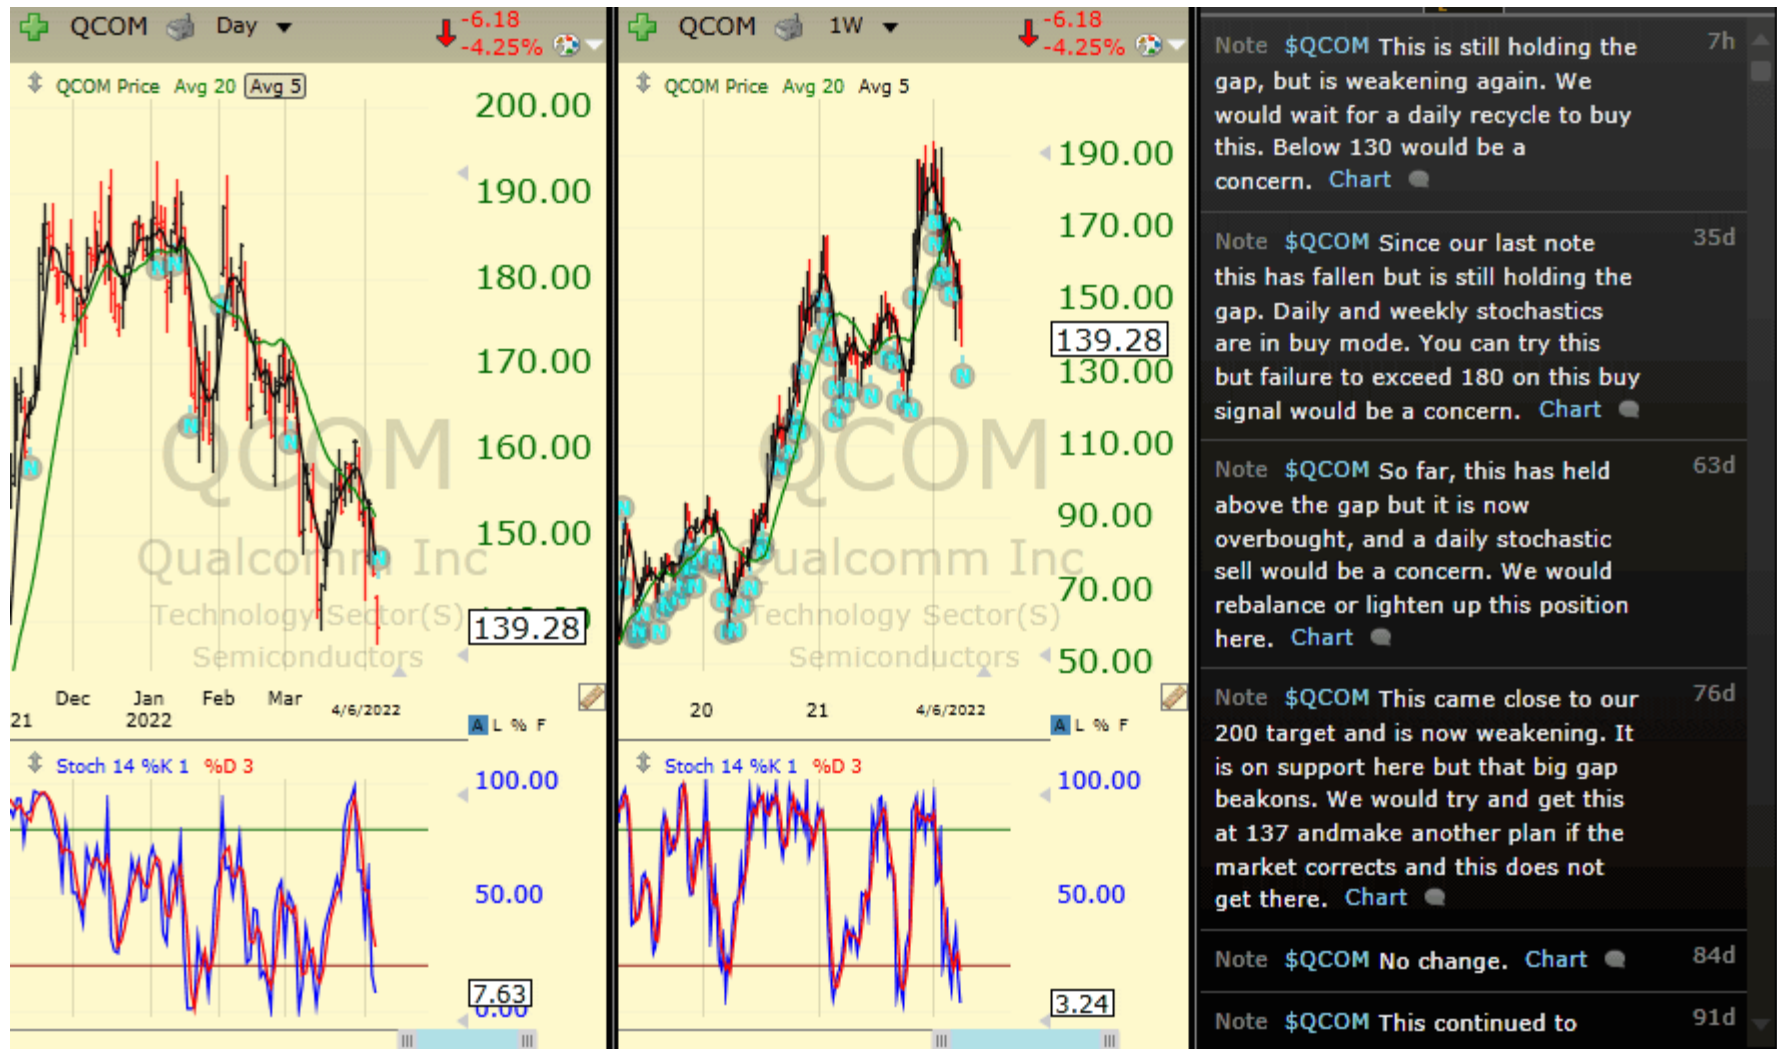 QCOM Day
-6.18
-4.25%
QCOM Price Avg 20 Avg 5
200.00
190.00
180.00
170.00
160.00
150.00
139.28
QCOM
Qualcomm Inc
Technology Sector(S)
Semiconductors
N N N N N N N
21 Dec Jan 2022 Feb Mar 4/6/2022
A L % F
Stoch 14 %K 1 %D 3
100.00
50.00
7.63
0.00
QCOM 1W
-6.18
-4.25%
QCOM Price Avg 20 Avg 5
190.00
170.00
150.00
139.28
130.00
110.00
90.00
70.00
50.00
QCOM
Qualcomm Inc
Technology Sector(S)
Semiconductors
20 21 4/6/2022
A L % F
Stoch 14 %K 1 %D 3
100.00
50.00
3.24
Note $QCOM This is still holding the 7h
gap, but is weakening again. We
would wait for a daily recycle to buy
this. Below 130 would be a
concern. Chart
Note $QCOM Since our last note 35d
this has fallen but is still holding the
gap. Daily and weekly stochastics
are in buy mode. You can try this
but failure to exceed 180 on this buy
signal would be a concern. Chart
Note $QCOM So far, this has held 63d
above the gap but it is now
overbought, and a daily stochastic
sell would be a concern. We would
rebalance or lighten up this position
here. Chart
Note $QCOM This came close to our 76d
200 target and is now weakening. It
is on support here but that big gap
beakons. We would try and get this
at 137 andmake another plan if the
market corrects and this does not
get there. Chart
Note $QCOM No change. Chart 84d
Note $QCOM This continued to 91d